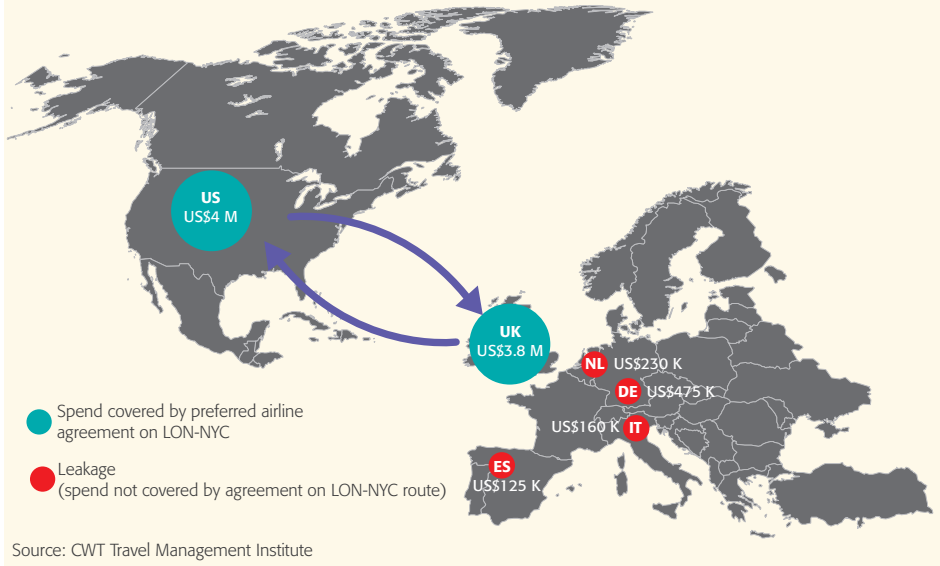 US
US$4 M
UK
US$3.8 M
NL US$230 K
DE US$475 K
US$160 K IT
ES
US$125 K
Spend covered by preferred airline
agreement on LON-NYC
Leakage
(spend not covered by agreement on LON-NYC route)
Source: CWT Travel Management Institute